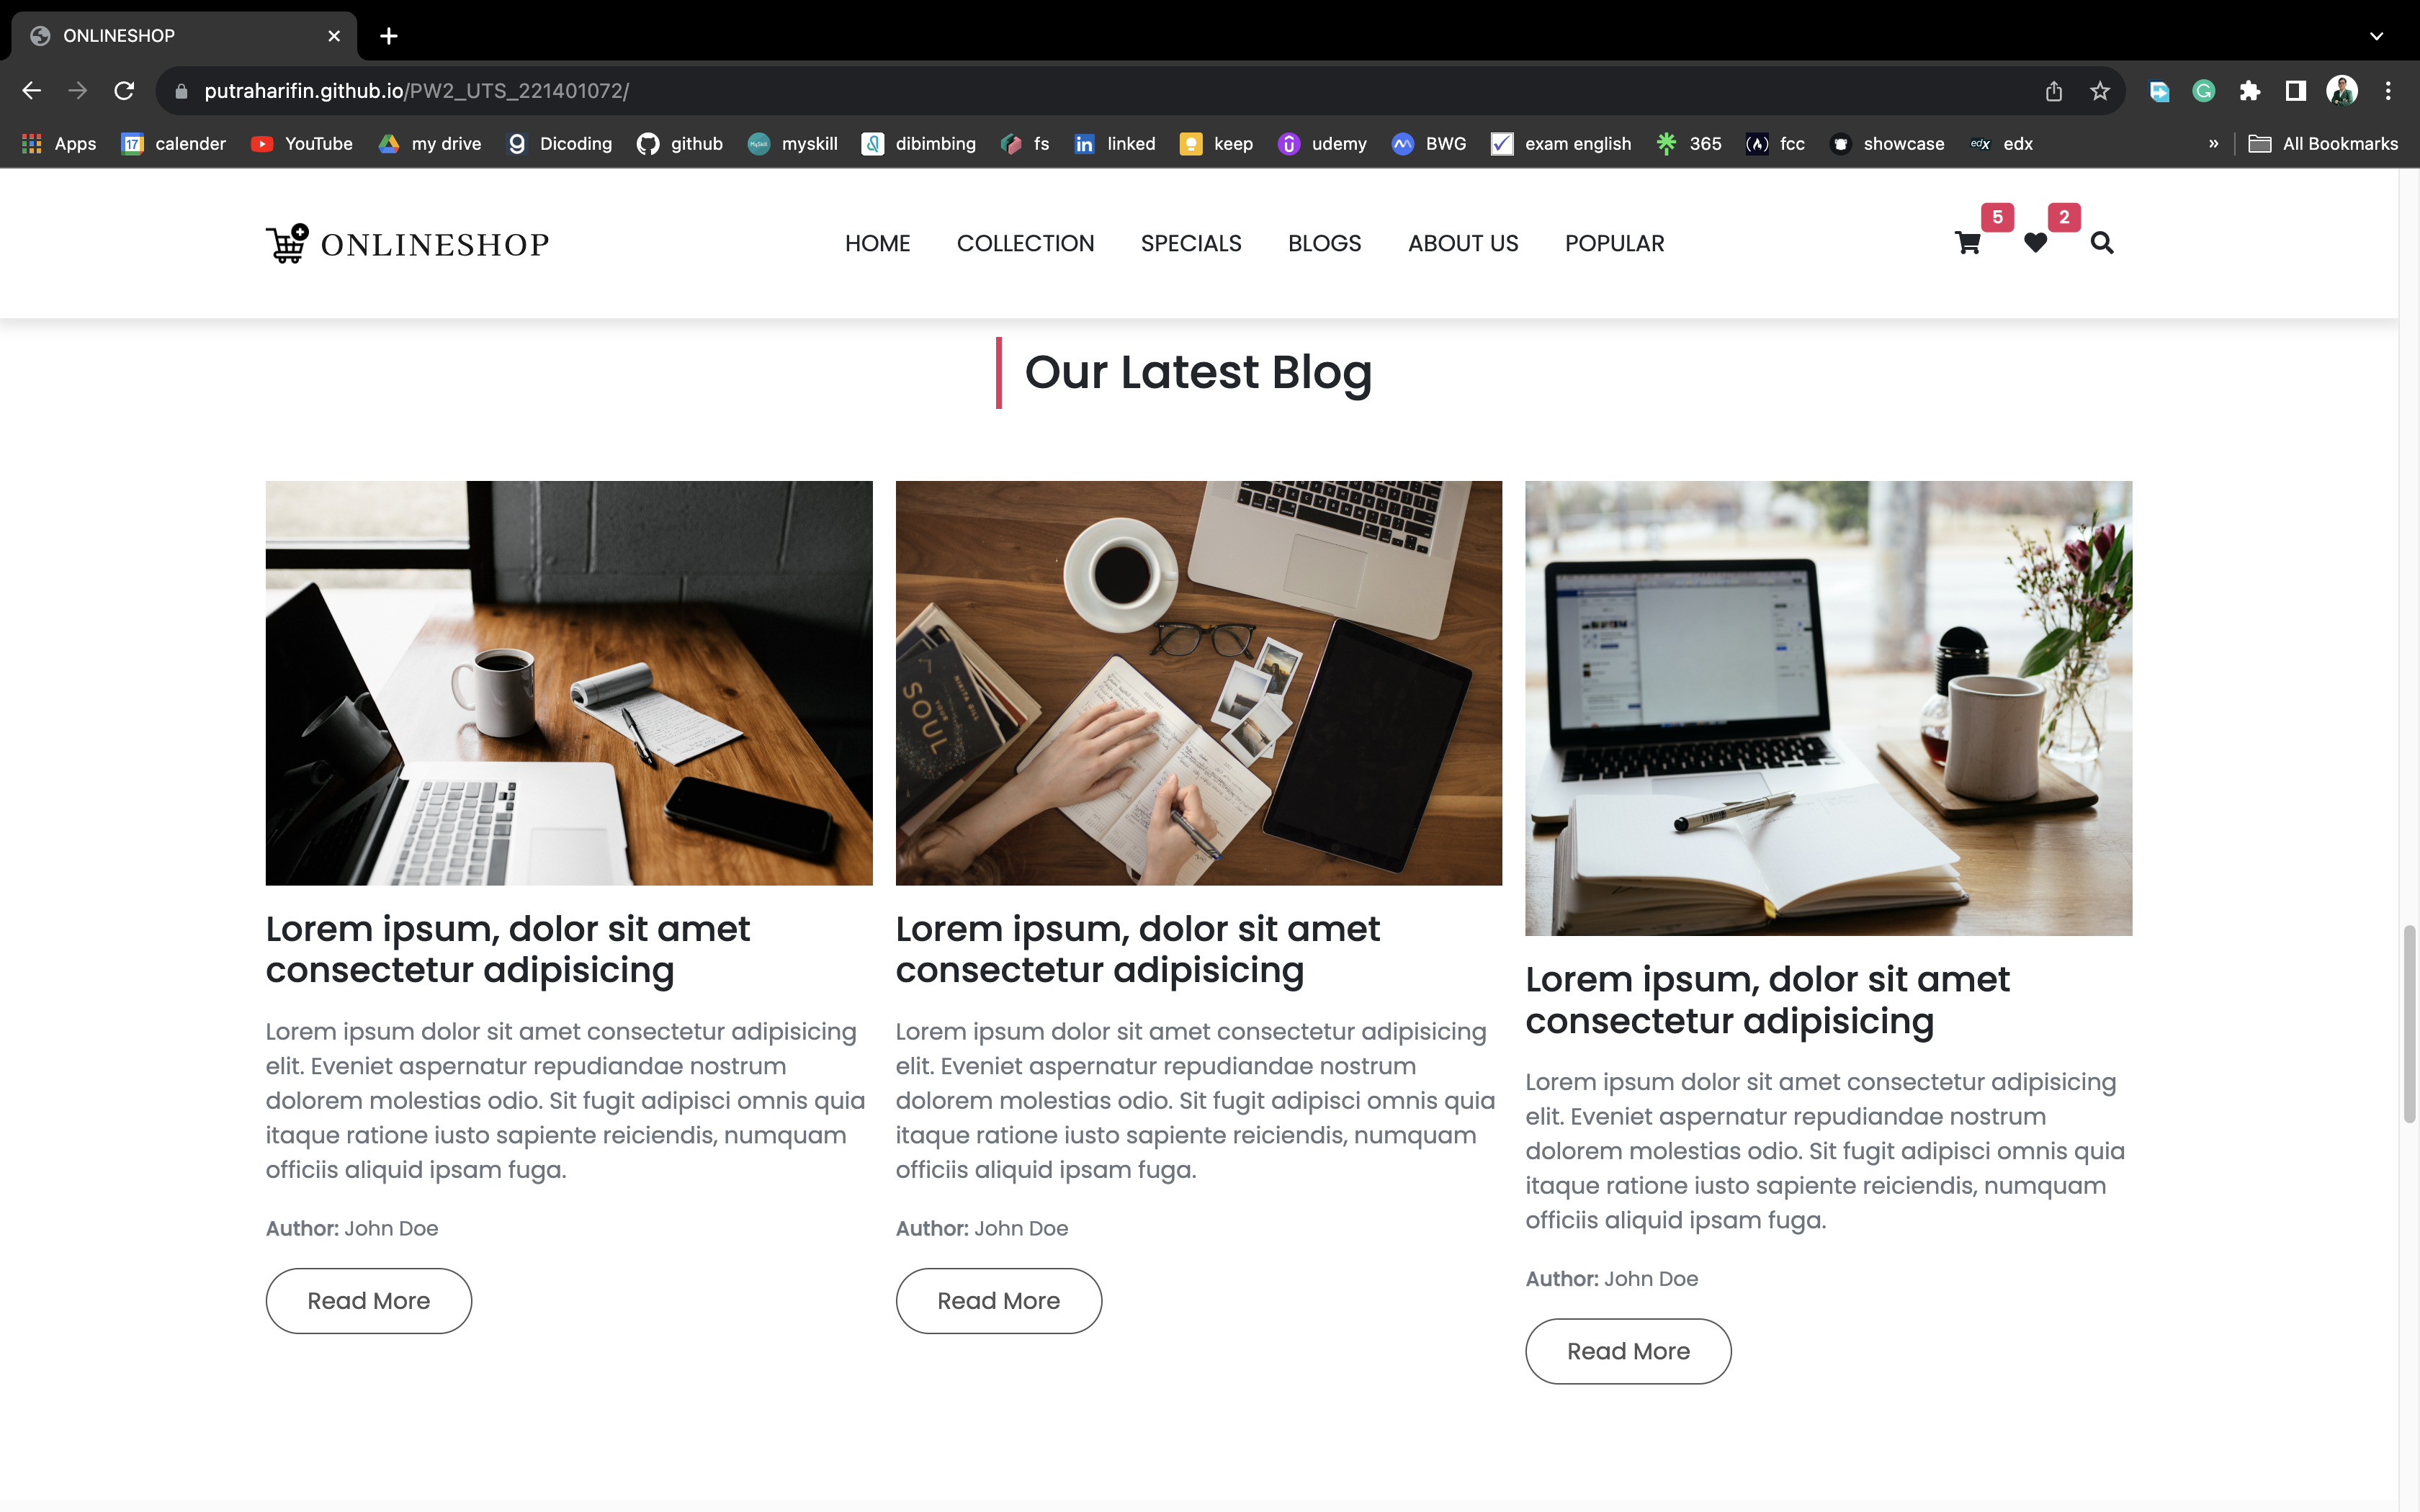 ONLINESHOP
putraharifin.github.io/PW2_UTS_221401072/
Apps 17 calender YouTube my drive Dicoding github MySkill myskill dibimbing fs in linked keep udemy BWG exam english 365 fcc showcase edX edx » All Bookmarks
ONLINESHOP HOME COLLECTION SPECIALS BLOGS ABOUT US POPULAR 5 2
Our Latest Blog
SOUL
YOUR
NIKITA GILL
Lorem ipsum, dolor sit amet
consectetur adipisicing
Lorem ipsum dolor sit amet consectetur adipisicing
elit. Eveniet aspernatur repudiandae nostrum
dolorem molestias odio. Sit fugit adipisci omnis quia
itaque ratione iusto sapiente reiciendis, numquam
officiis aliquid ipsam fuga.
Author: John Doe
Read More
Lorem ipsum, dolor sit amet
consectetur adipisicing
Lorem ipsum dolor sit amet consectetur adipisicing
elit. Eveniet aspernatur repudiandae nostrum
dolorem molestias odio. Sit fugit adipisci omnis quia
itaque ratione iusto sapiente reiciendis, numquam
officiis aliquid ipsam fuga.
Author: John Doe
Read More
Lorem ipsum, dolor sit amet
consectetur adipisicing
Lorem ipsum dolor sit amet consectetur adipisicing
elit. Eveniet aspernatur repudiandae nostrum
dolorem molestias odio. Sit fugit adipisci omnis quia
itaque ratione iusto sapiente reiciendis, numquam
officiis aliquid ipsam fuga.
Author: John Doe
Read More